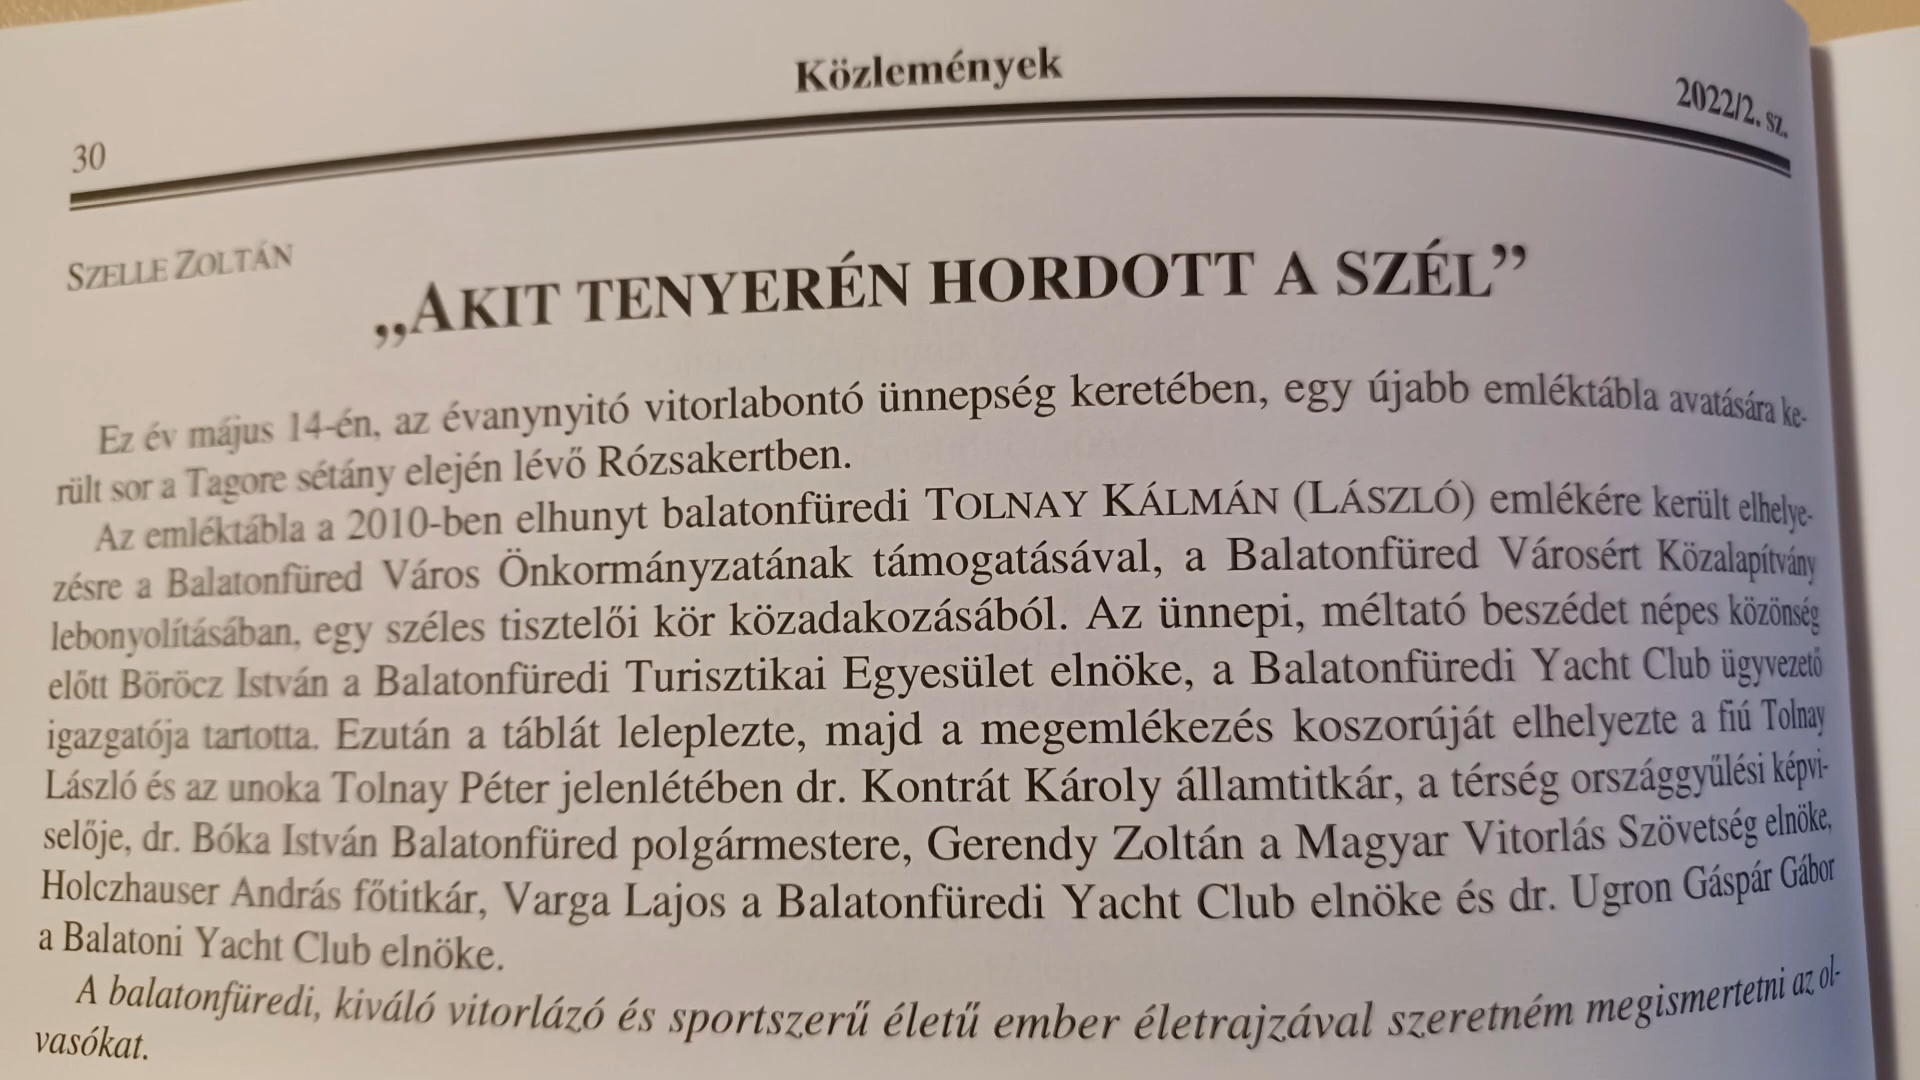 Közlemények
2022/2. sz.
30
SZELLE ZOLTÁN
„AKIT TENYERÉN HORDOTT A SZÉL”
Ez év május 14-én, az évanynyitó vitorlabontó ünnepség keretében, egy újabb emléktábla avatására ke-
rült sor a Tagore sétány elején lévő Rózsakertben.
Az emléktábla a 2010-ben elhunyt balatonfüredi TOLNAY KÁLMÁN (LÁSZLÓ) emlékére került elhelye-
zésre a Balatonfüred Város Önkormányzatának támogatásával, a Balatonfüred Városért Közalapítvány
lebonyolításában, egy széles tisztelői kör közadakozásából. Az ünnepi, méltató beszédet népes közönség
előtt Böröcz István a Balatonfüredi Turisztikai Egyesület elnöke, a Balatonfüredi Yacht Club ügyvezető
igazgatója tartotta. Ezután a táblát leleplezte, majd a megemlékezés koszorúját elhelyezte a fiú Tolnay
László és az unoka Tolnay Péter jelenlétében dr. Kontrát Károly államtitkár, a térség országgyűlési képvi-
selője, dr. Bóka István Balatonfüred polgármestere, Gerendy Zoltán a Magyar Vitorlás Szövetség elnöke,
Holczhauser András főtitkár, Varga Lajos a Balatonfüredi Yacht Club elnöke és dr. Ugron Gáspár Gábor
a Balatoni Yacht Club elnöke.
A balatonfüredi, kiváló vitorlázó és sportszerű életű ember életrajzával szeretném megismertetni az ol-
vasókat.